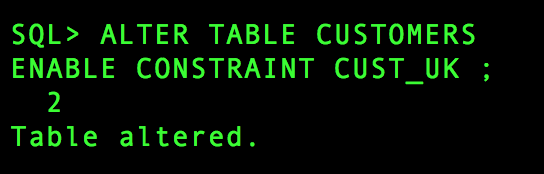 SQL> ALTER TABLE CUSTOMERS
ENABLE CONSTRAINT CUST_UK ;
  2
Table altered.